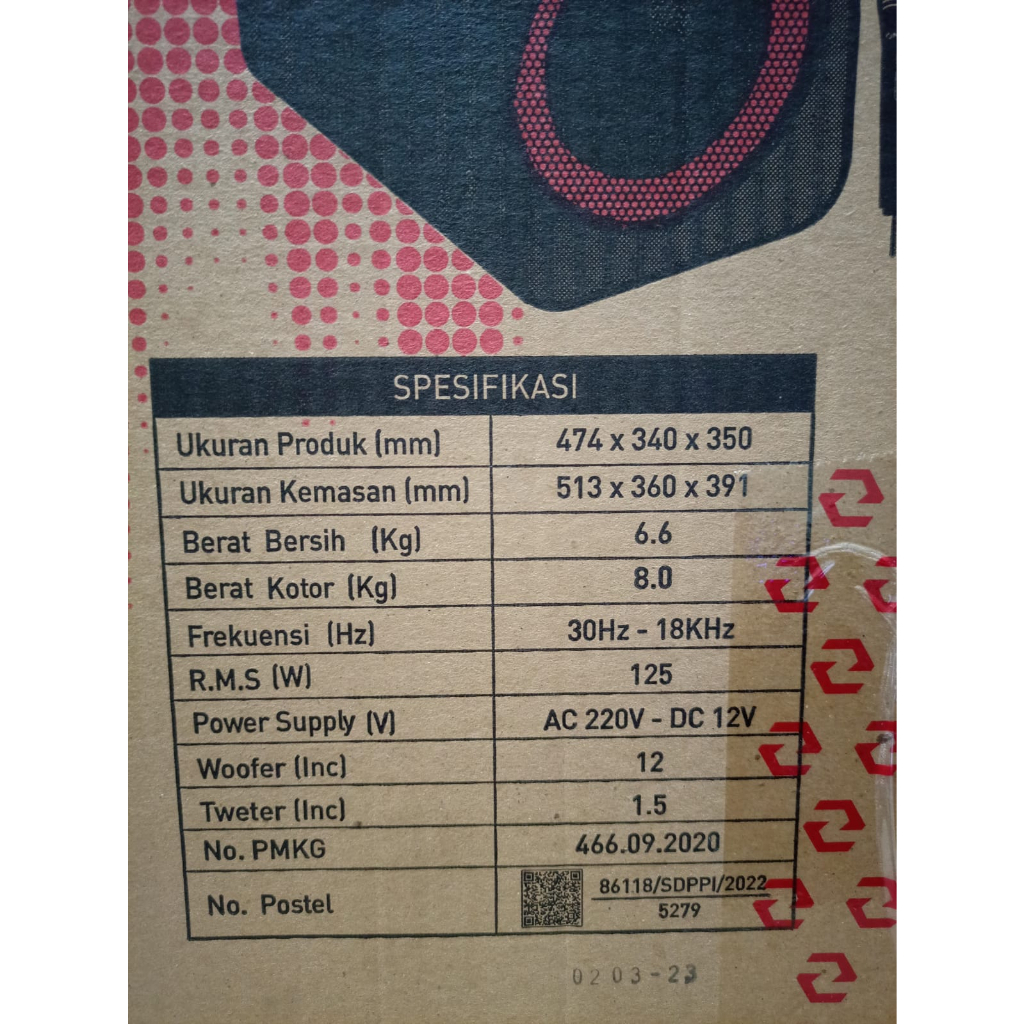 SPESIFIKASI
Ukuran Produk (mm) 474 x 340 x 350
Ukuran Kemasan (mm) 513 x 360 x 391
Berat Bersih (Kg) 6.6
Berat Kotor (Kg) 8.0
Frekuensi (Hz) 30Hz - 18KHz
R.M.S (W) 125
Power Supply (V) AC 220V - DC 12V
Woofer (Inc) 12
Tweter (Inc) 1.5
No. PMKG 466.09.2020
No. Postel 86118/SDPPI/2022
5279
0203-23